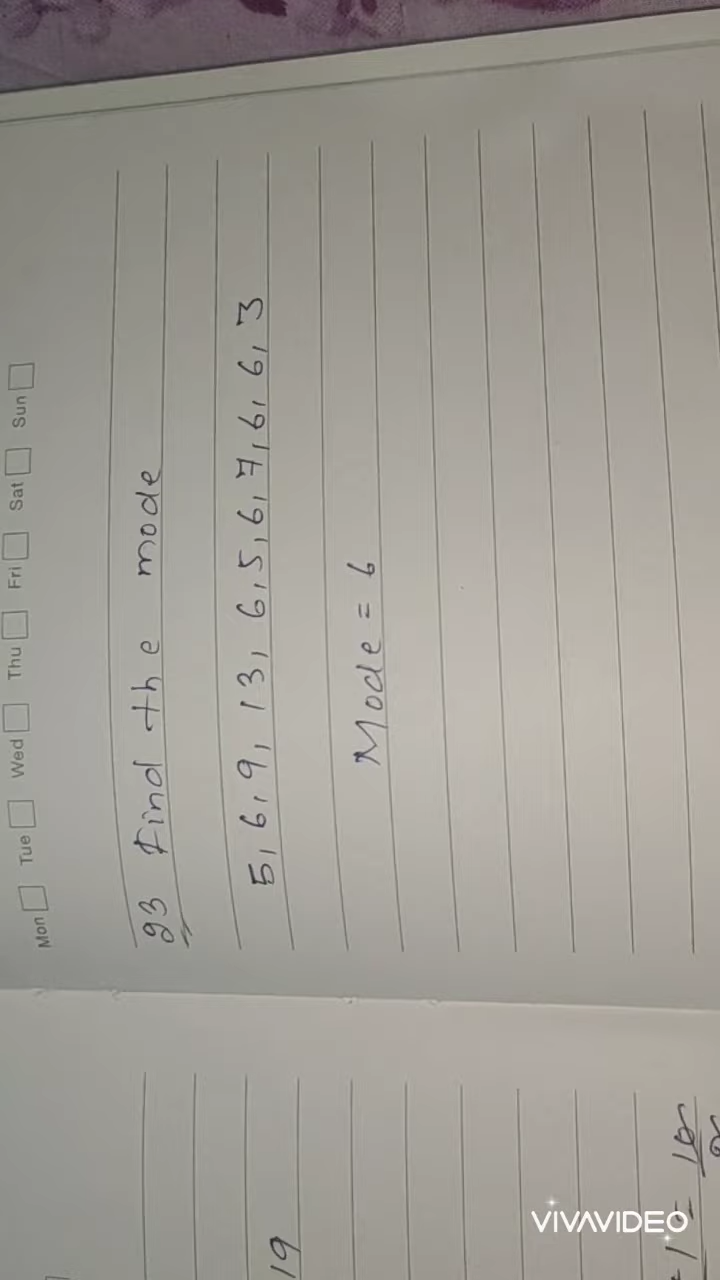 Mon Tue Wed Thu Fri Sat Sun
93 Find the mode
5, 6, 9, 13, 6, 5, 6, 7, 6, 6, 3
Mode = 6
19
VIVAVIDEO